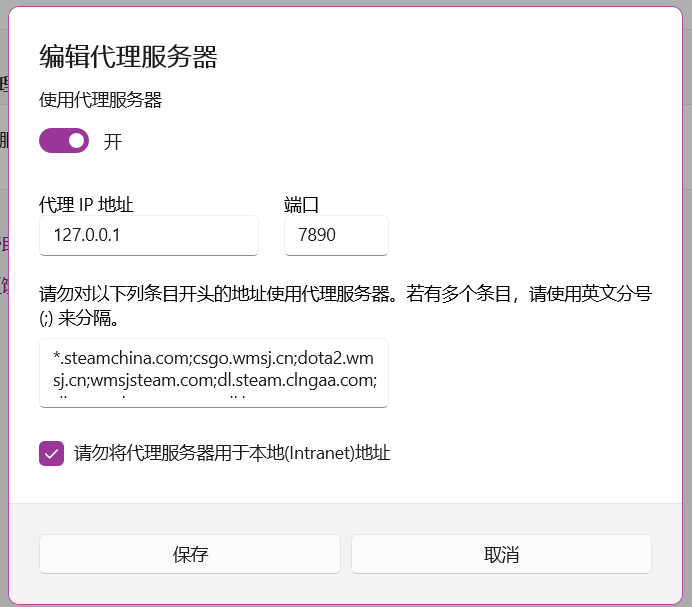 编辑代理服务器
使用代理服务器
开
代理 IP 地址
端口
127.0.0.1
7890
请勿对以下列条目开头的地址使用代理服务器。若有多个条目，请使用英文分号
(;) 来分隔。
*.steamchina.com;csgo.wmsj.cn;dota2.wm
sj.cn;wmsjsteam.com;dl.steam.clngaa.com;
请勿将代理服务器用于本地(Intranet)地址
保存
取消